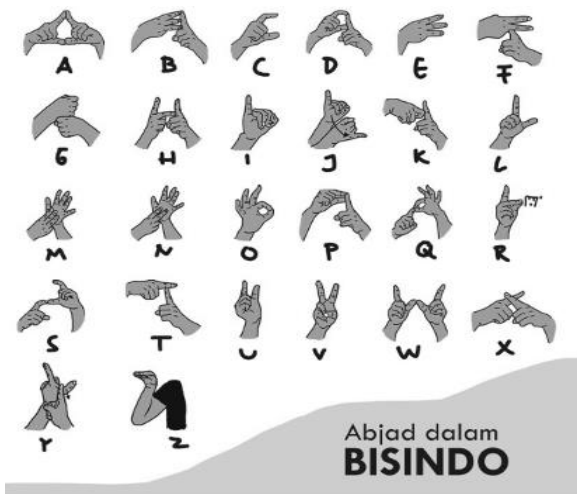 A B C D E F
G H I J K L
M N O P Q R
S T U V W X
Y Z
Abjad dalam
BISINDO